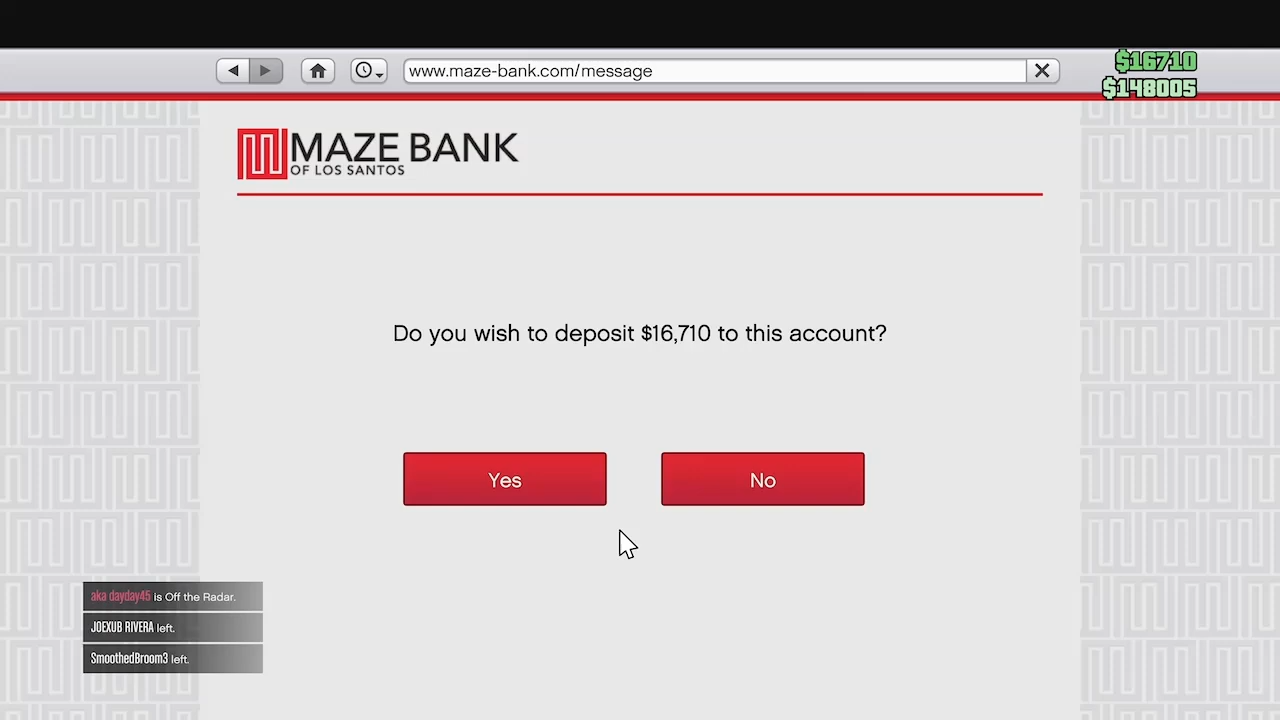 www.maze-bank.com/message
$16710
$148005
MAZE BANK
OF LOS SANTOS
Do you wish to deposit $16,710 to this account?
Yes
No
aka dayday45 is Off the Radar.
JOEXUB RIVERA left.
SmoothedBroom3 left.